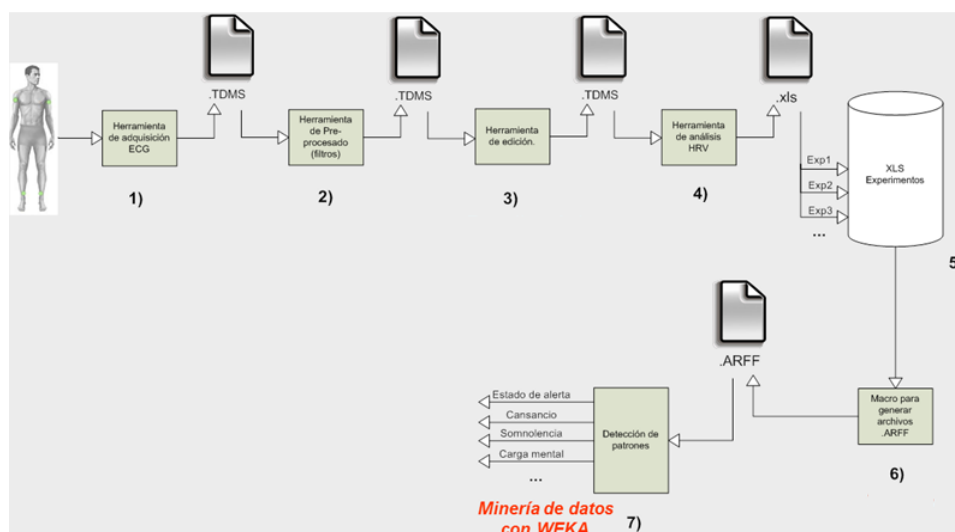 .TDMS
.TDMS
.TDMS
.xls
Herramienta
de adquisición
ECG
Herramienta
de Pre-
procesado
(filtros)
Herramienta
de edición.
Herramienta
de análisis
HRV
Exp1
Exp2
Exp3
...
XLS
Experimentos
1)
2)
3)
4)
5
.ARFF
Macro para
generar
archivos
.ARFF
6)
Estado de alerta
Cansancio
Somnolencia
Carga mental
...
Detección de
patrones
Minería de datos
con WEKA
7)